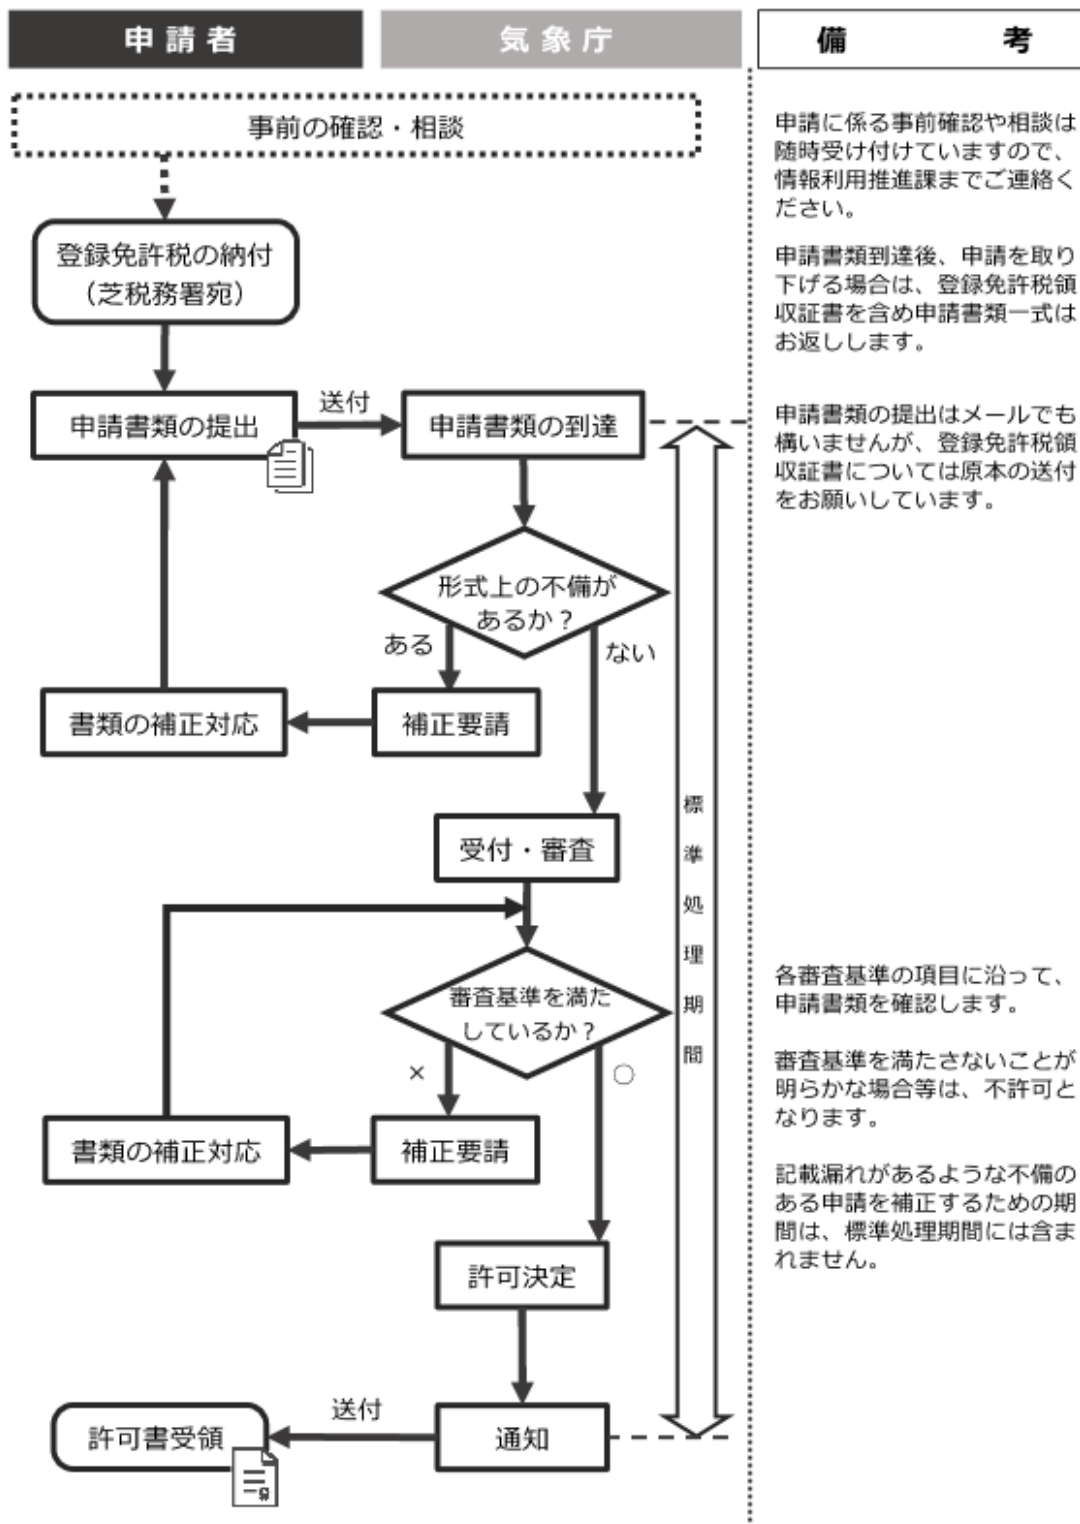 申請者
気象庁
備考
事前の確認・相談
申請に係る事前確認や相談は
随時受け付けていますので、
情報利用推進課までご連絡く
ださい。
登録免許税の納付
（芝税務署宛）
申請書類到達後、申請を取り
下げる場合は、登録免許税領
収証書を含め申請書類一式は
お返しします。
申請書類の提出
送付
申請書類の到達
申請書類の提出はメールでも
構いませんが、登録免許税領
収証書については原本の送付
をお願いしています。
形式上の不備が
あるか？
ある
ない
書類の補正対応
補正要請
標準処理期間
受付・審査
審査基準を満た
しているか？
×
○
各審査基準の項目に沿って、
申請書類を確認します。
審査基準を満たさないことが
明らかな場合等は、不許可と
なります。
書類の補正対応
補正要請
記載漏れがあるような不備の
ある申請を補正するための期
間は、標準処理期間には含ま
れません。
許可決定
許可書受領
送付
通知